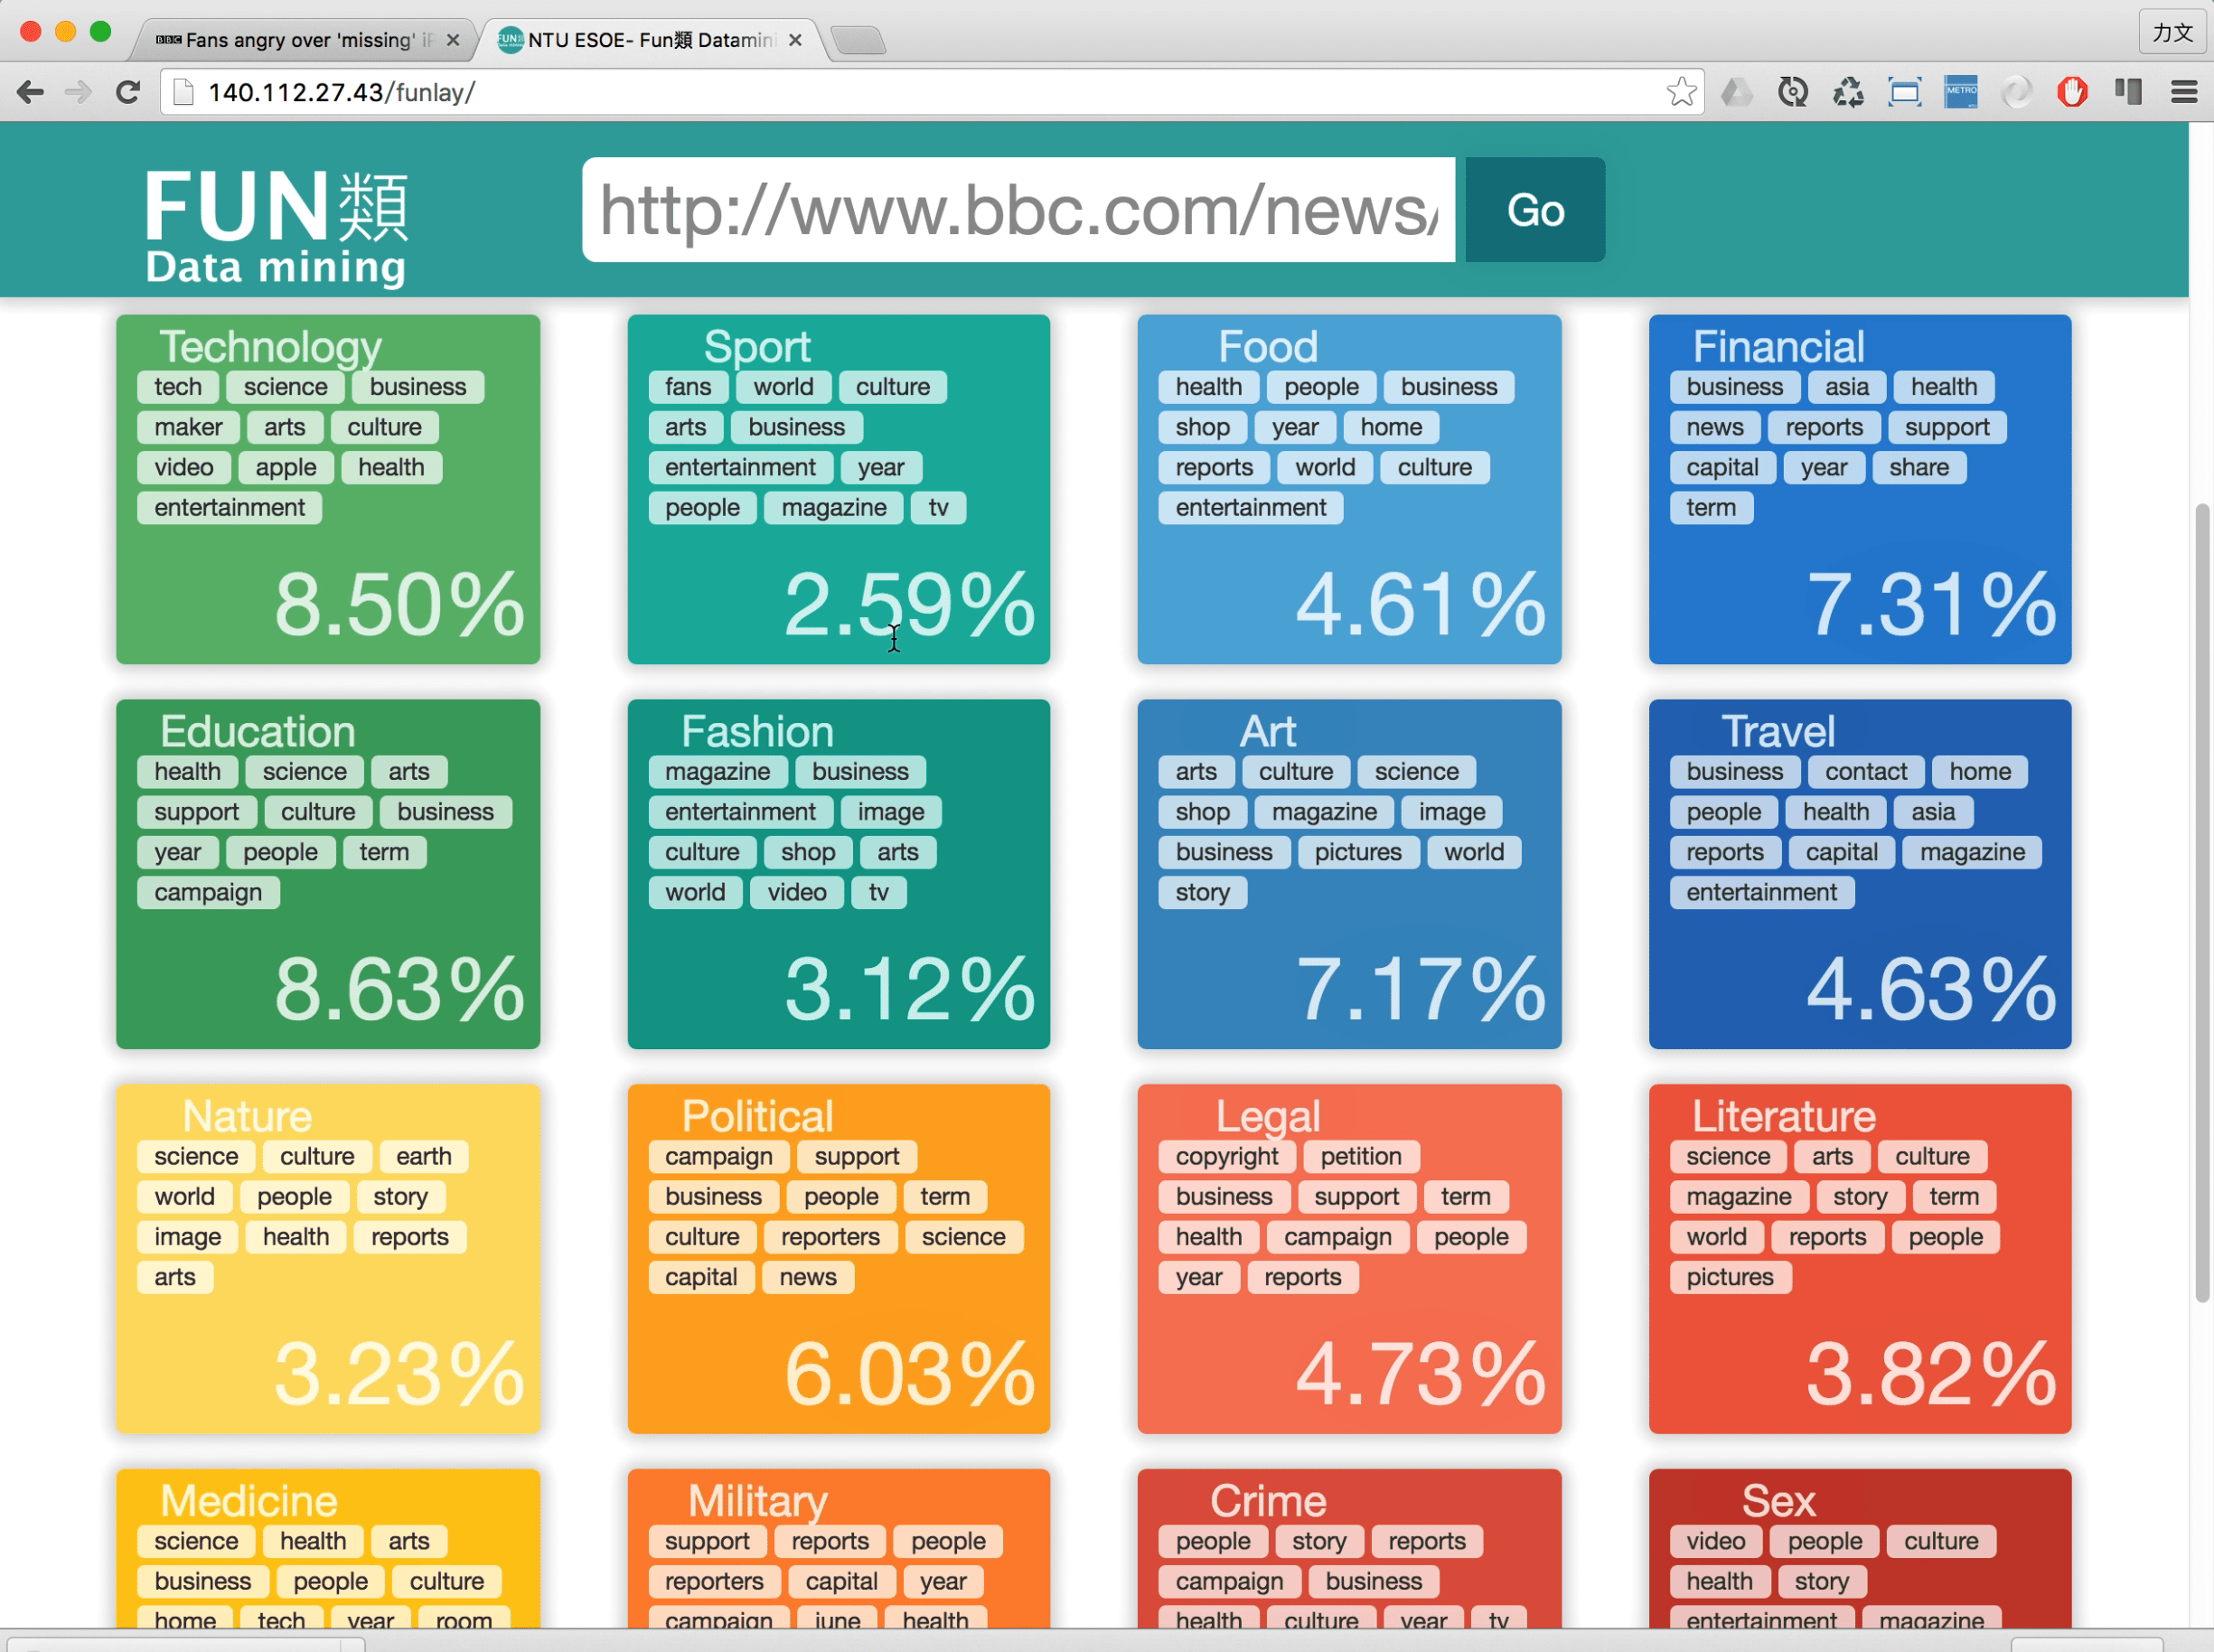 BBC Fans angry over 'missing' iP
FUN類 NTU ESOE- Fun類 Datamini
力文
140.112.27.43/funlay/
METRO
FUN類
Data mining
http://www.bbc.com/news/
Go
Technology
tech science business
maker arts culture
video apple health
entertainment
8.50%
Sport
fans world culture
arts business
entertainment year
people magazine tv
2.59%
Food
health people business
shop year home
reports world culture
entertainment
4.61%
Financial
business asia health
news reports support
capital year share
term
7.31%
Education
health science arts
support culture business
year people term
campaign
8.63%
Fashion
magazine business
entertainment image
culture shop arts
world video tv
3.12%
Art
arts culture science
shop magazine image
business pictures world
story
7.17%
Travel
business contact home
people health asia
reports capital magazine
entertainment
4.63%
Nature
science culture earth
world people story
image health reports
arts
3.23%
Political
campaign support
business people term
culture reporters science
capital news
6.03%
Legal
copyright petition
business support term
health campaign people
year reports
4.73%
Literature
science arts culture
magazine story term
world reports people
pictures
3.82%
Medicine
science health arts
business people culture
home tech year room
Military
support reports people
reporters capital year
campaign june health
Crime
people story reports
campaign business
health culture year tv
Sex
video people culture
health story
entertainment magazine